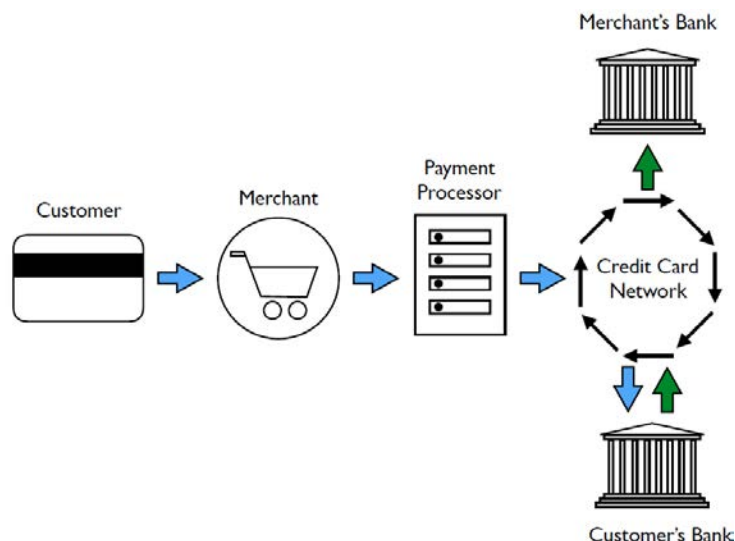 Merchant's Bank
Payment
Processor
Merchant
Customer
Credit Card
Network
Customer's Bank